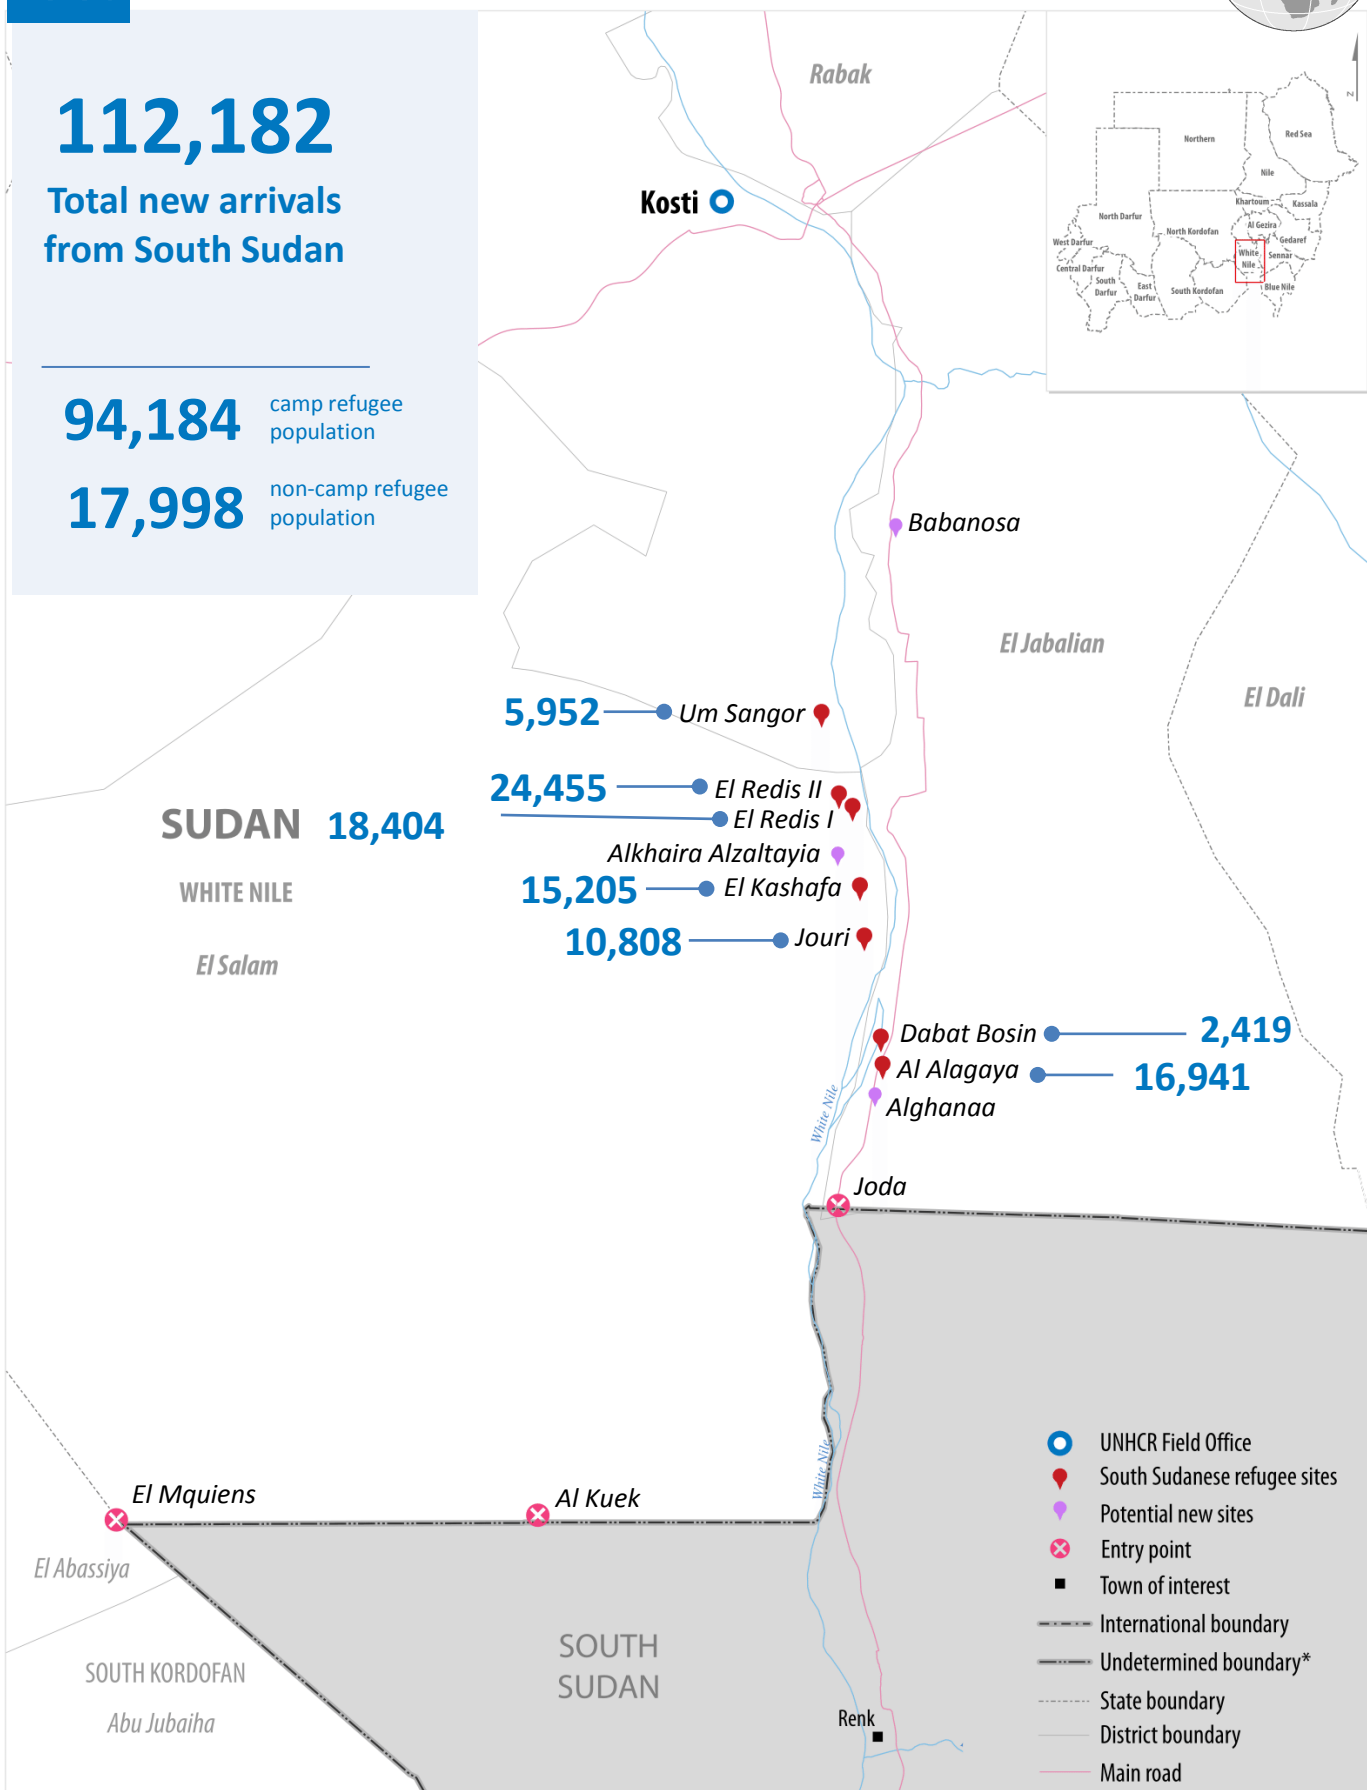 112,182
Total new arrivals
from South Sudan
94,184
camp refugee
population
17,998
non-camp refugee
population
Rabak
Kosti
N
Northern
Red Sea
Nile
Khartoum
Kassala
North Darfur
Al Gezira
North Kordofan
Gedaref
West Darfur
White
Nile
Sennar
Central Darfur
South
Darfur
East
Darfur
South Kordofan
Blue Nile
Babanosa
El Jabalian
El Dali
5,952
Um Sangor
24,455
El Redis II
SUDAN
18,404
El Redis I
Alkhaira Alzaltayia
WHITE NILE
15,205
El Kashafa
10,808
Jouri
El Salam
Dabat Bosin
2,419
Al Alagaya
16,941
Alghanaa
White Nile
Joda
White Nile
El Mquiens
Al Kuek
El Abassiya
SOUTH KORDOFAN
Abu Jubaiha
SOUTH
SUDAN
Renk
UNHCR Field Office
South Sudanese refugee sites
Potential new sites
Entry point
Town of interest
International boundary
Undetermined boundary*
State boundary
District boundary
Main road